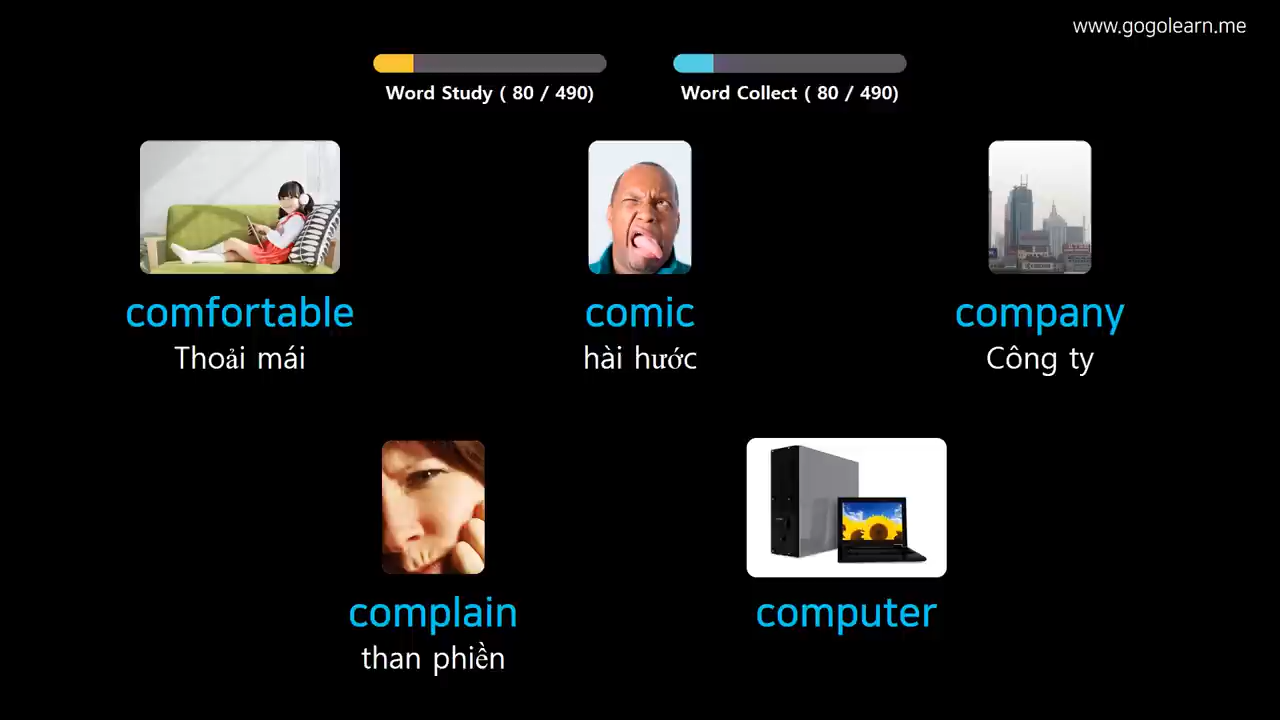 www.gogolearn.me
Word Study ( 80 / 490)
Word Collect ( 80 / 490)
comfortable
Thoải mái
comic
hài hước
company
Công ty
complain
than phiền
computer